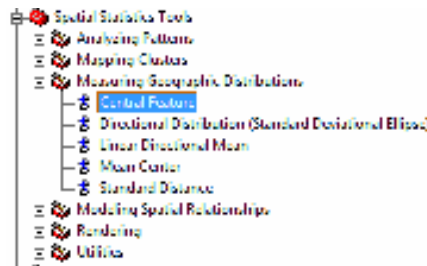 Spatial Statistics Tools
Analyzing Patterns
Mapping Clusters
Measuring Geographic Distributions
Central Feature
Directional Distribution (Standard Deviational Ellipse)
Linear Directional Mean
Mean Center
Standard Distance
Modeling Spatial Relationships
Rendering
Utilities